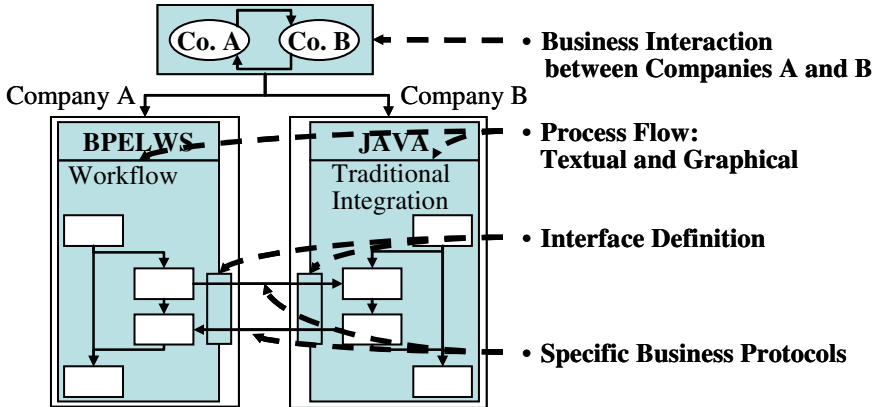 Co. A
Co. B
• Business Interaction
between Companies A and B
Company A
Company B
BPELWS
JAVA
• Process Flow:
Textual and Graphical
Workflow
Traditional
Integration
• Interface Definition
• Specific Business Protocols